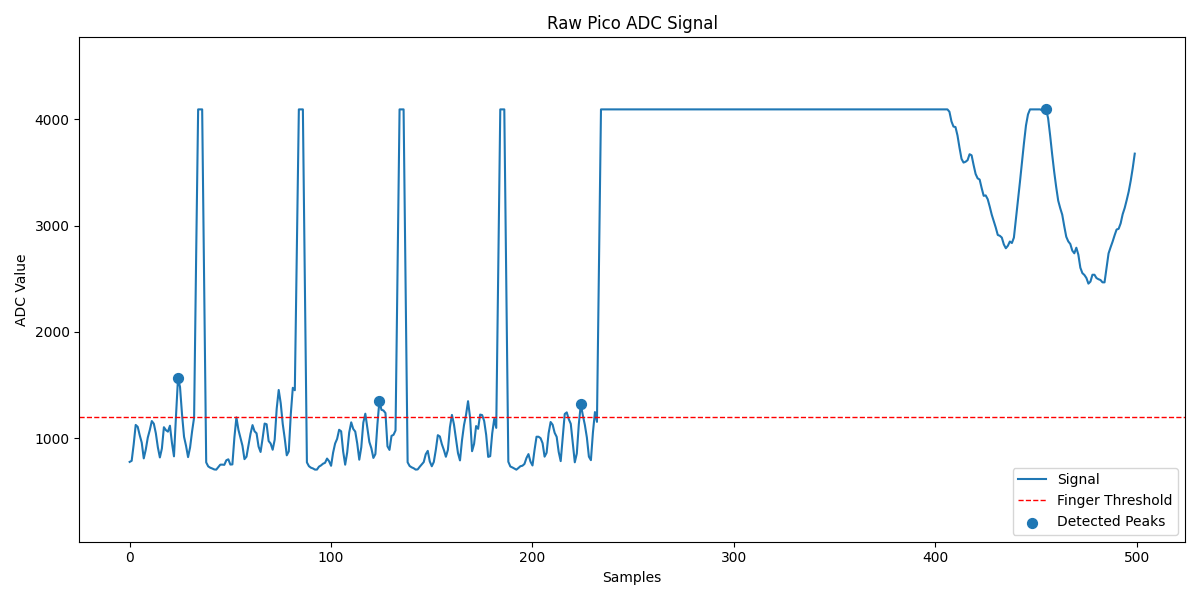 Raw Pico ADC Signal
ADC Value
4000
3000
2000
1000
0 100 200 300 400 500
Samples
Signal
Finger Threshold
Detected Peaks